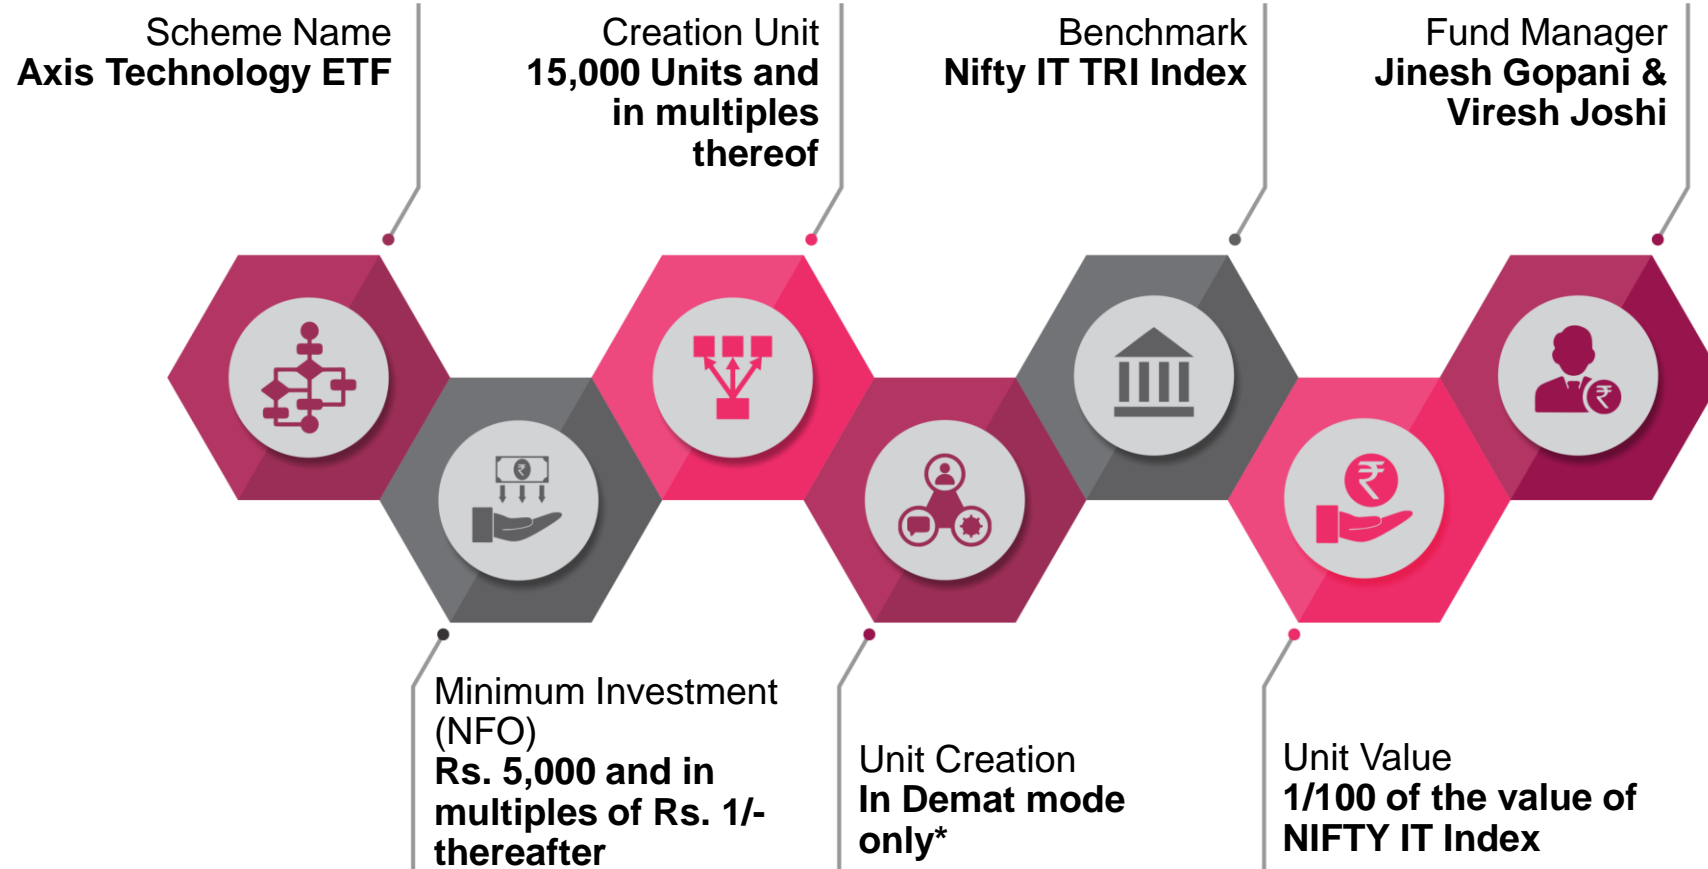 Scheme Name
Axis Technology ETF
Creation Unit
15,000 Units and
in multiples
thereof
Benchmark
Nifty IT TRI Index
Fund Manager
Jinesh Gopani &
Viresh Joshi
₹
₹
₹
Minimum Investment
(NFO)
Rs. 5,000 and in
multiples of Rs. 1/-
thereafter
Unit Creation
In Demat mode
only*
Unit Value
1/100 of the value of
NIFTY IT Index